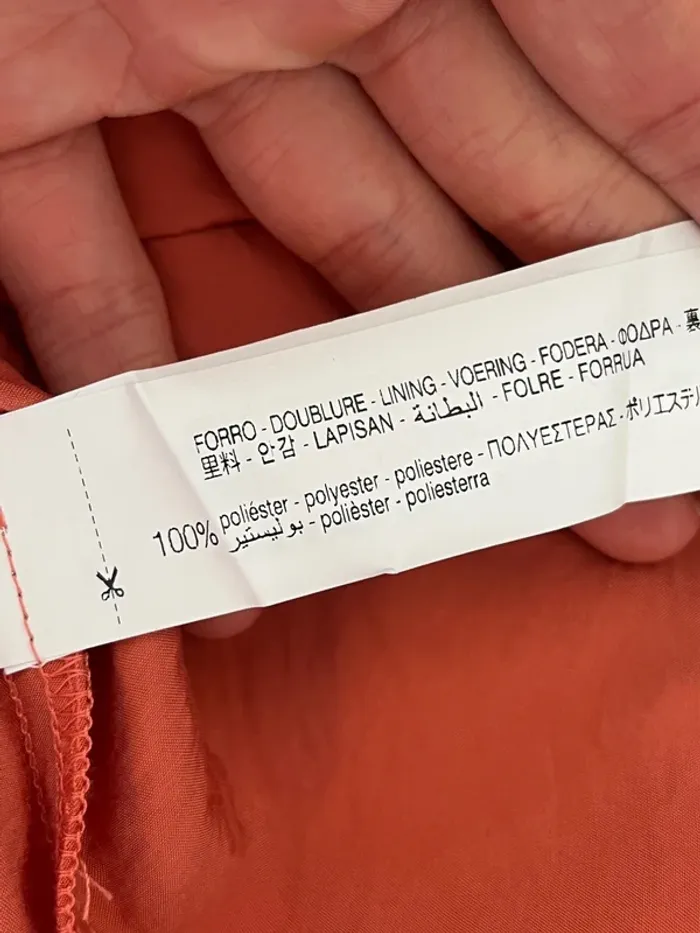 FORRO - DOUBLURE - LINING - VOERING - FODERA - ΦΟΔΡΑ - 裏
里料 - 안감 - LAPISAN - البطانة - FOLRE - FORRUA
100% poliéster - polyester - poliestere - ΠΟΛΥΕΣΤΕΡΑΣ - ポリエステル
بوليستير - polièster - poliesterra